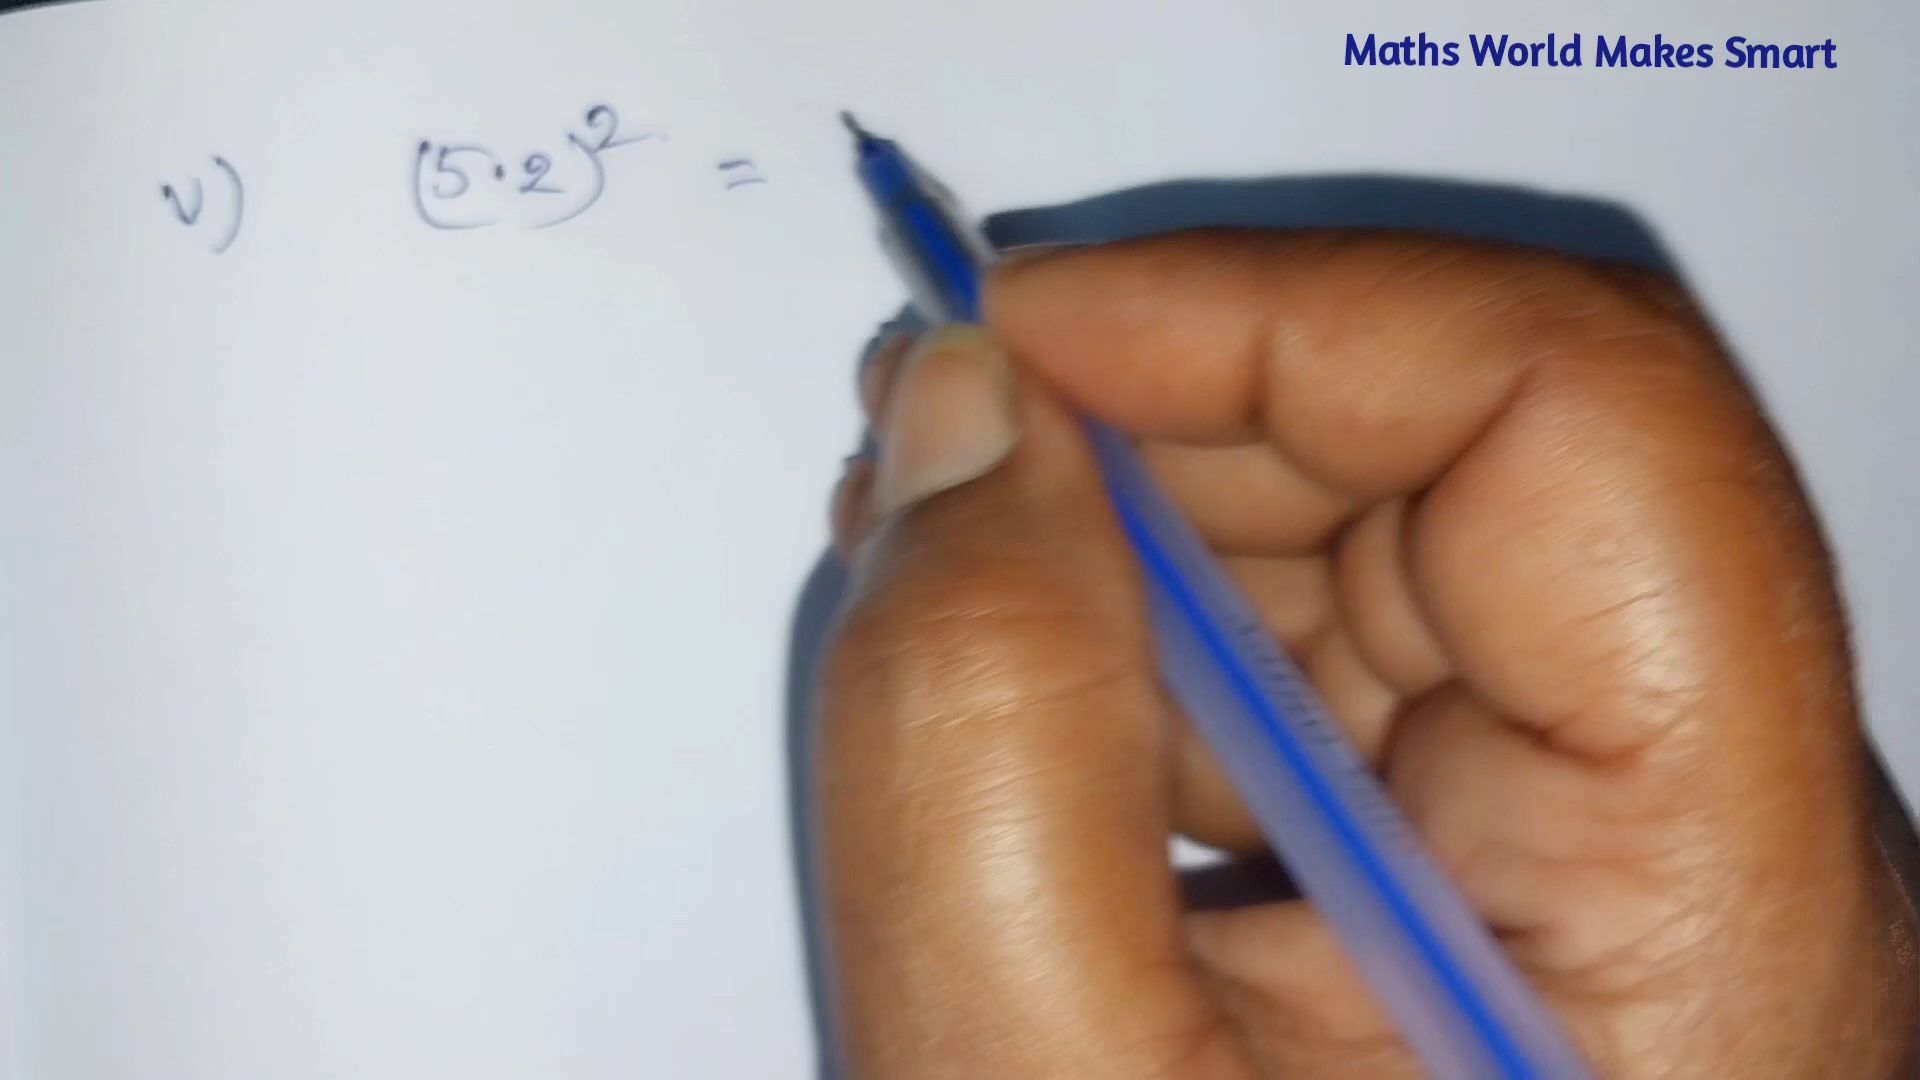 Maths World Makes Smart
v) (5·2)² =